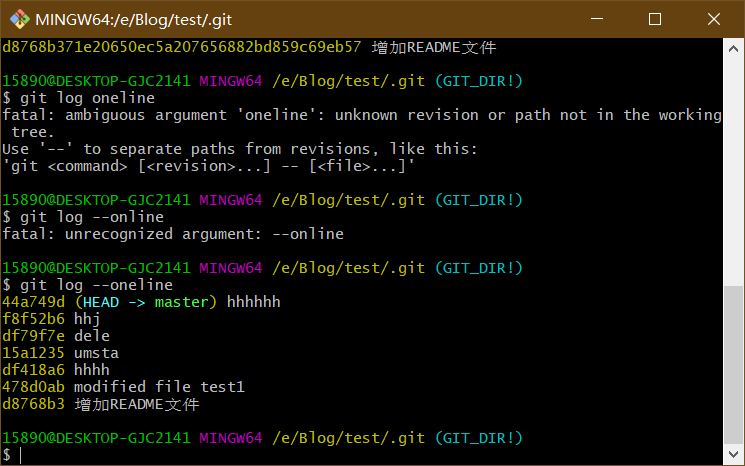 MINGW64:/e/Blog/test/.git
d8768b371e20650ec5a207656882bd859c69eb57 增加README文件
15890@DESKTOP-GJC2141 MINGW64 /e/Blog/test/.git (GIT_DIR!)
$ git log oneline
fatal: ambiguous argument 'oneline': unknown revision or path not in the working
 tree.
Use '--' to separate paths from revisions, like this:
'git <command> [<revision>...] -- [<file>...]'
15890@DESKTOP-GJC2141 MINGW64 /e/Blog/test/.git (GIT_DIR!)
$ git log --online
fatal: unrecognized argument: --online
15890@DESKTOP-GJC2141 MINGW64 /e/Blog/test/.git (GIT_DIR!)
$ git log --oneline
44a749d (HEAD -> master) hhhhhh
f8f52b6 hhj
df79f7e dele
15a1235 umsta
df418a6 hhhh
478d0ab modified file test1
d8768b3 增加README文件
15890@DESKTOP-GJC2141 MINGW64 /e/Blog/test/.git (GIT_DIR!)
$